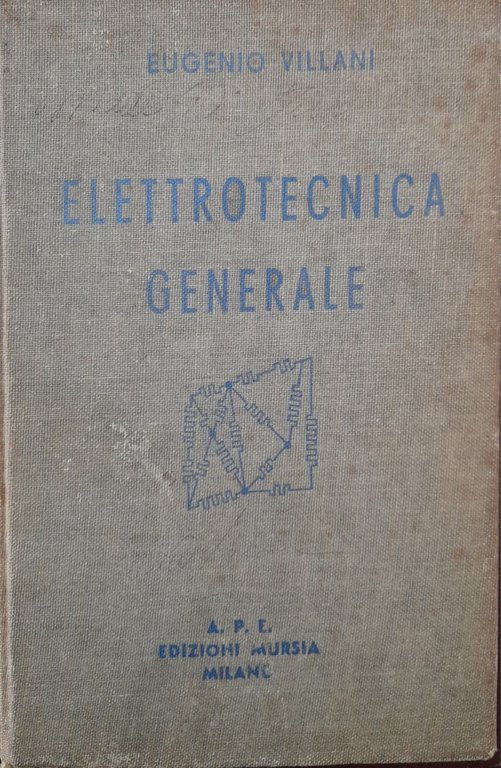 EUGENIO VILLANI
ELETTROTECNICA
GENERALE
A. P. E.
EDIZIONI MURSIA
MILANO